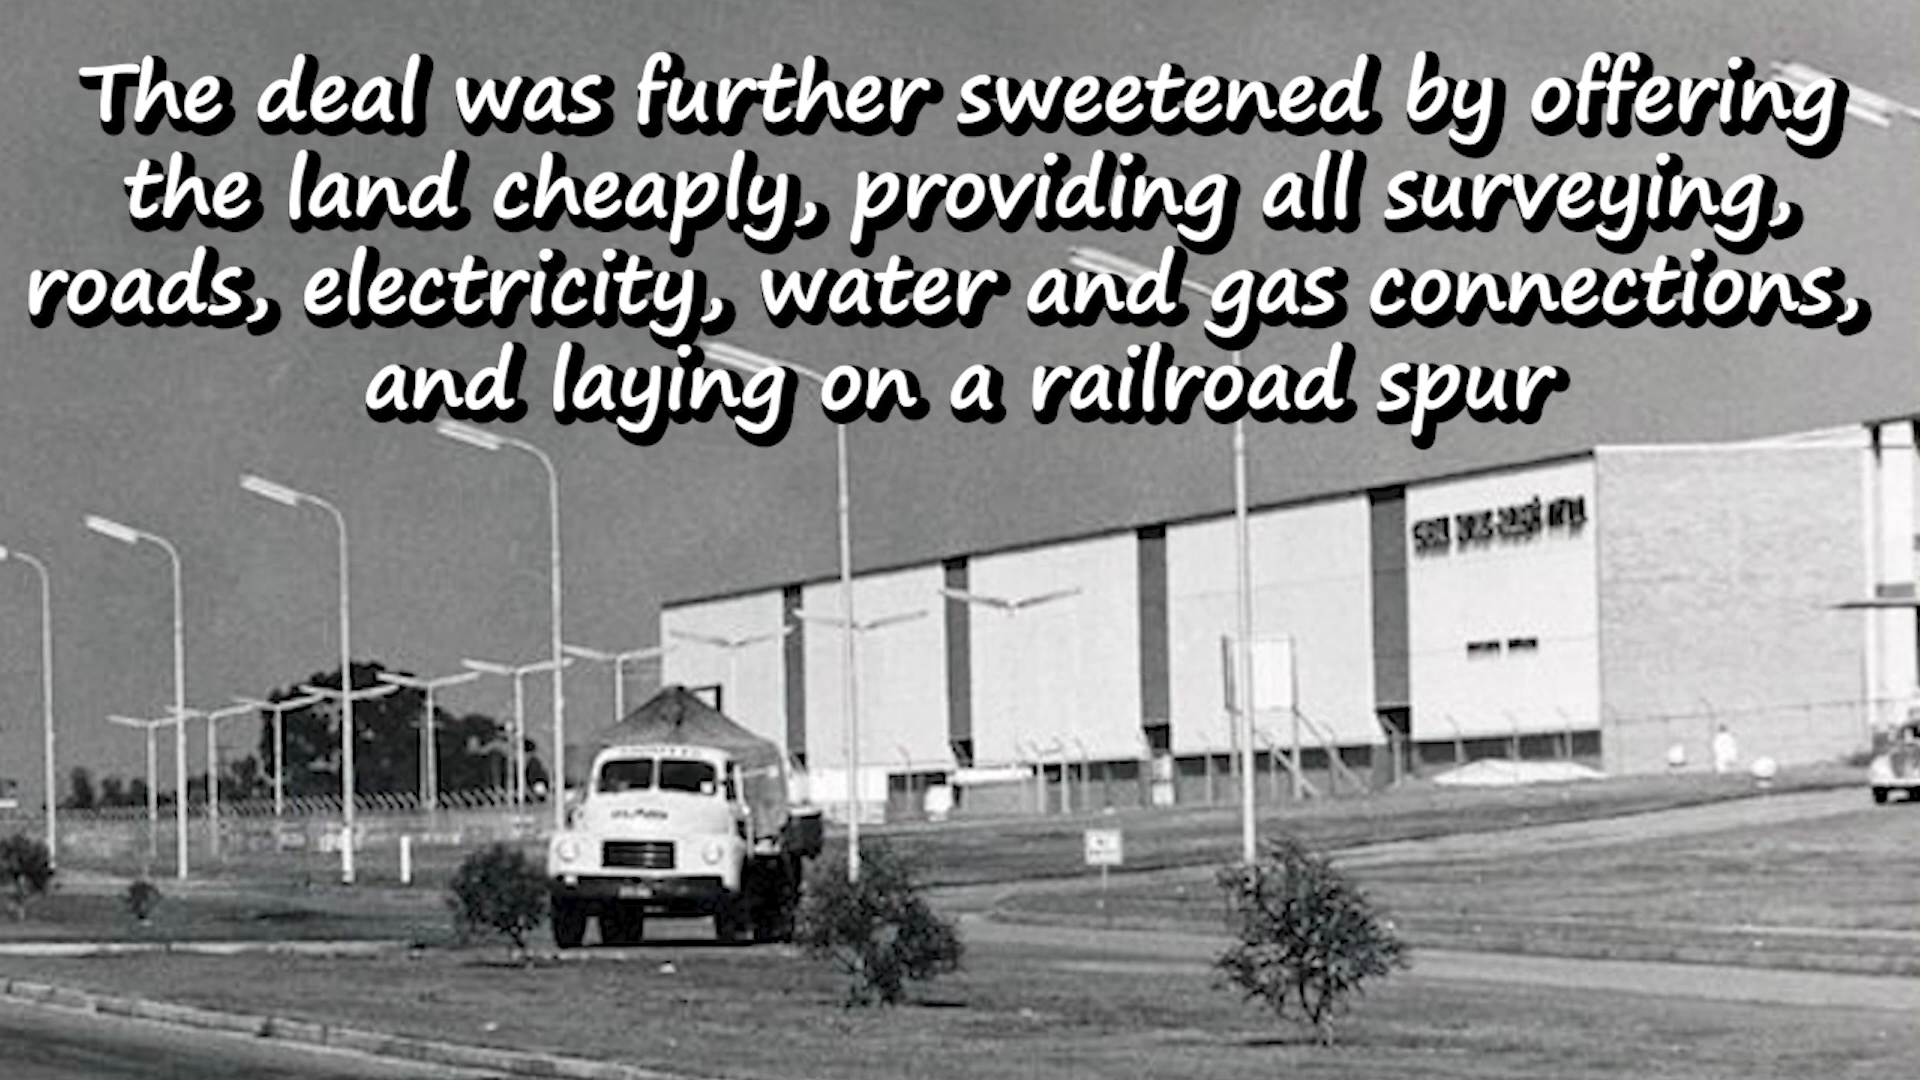 The deal was further sweetened by offering
the land cheaply, providing all surveying,
roads, electricity, water and gas connections,
and laying on a railroad spur